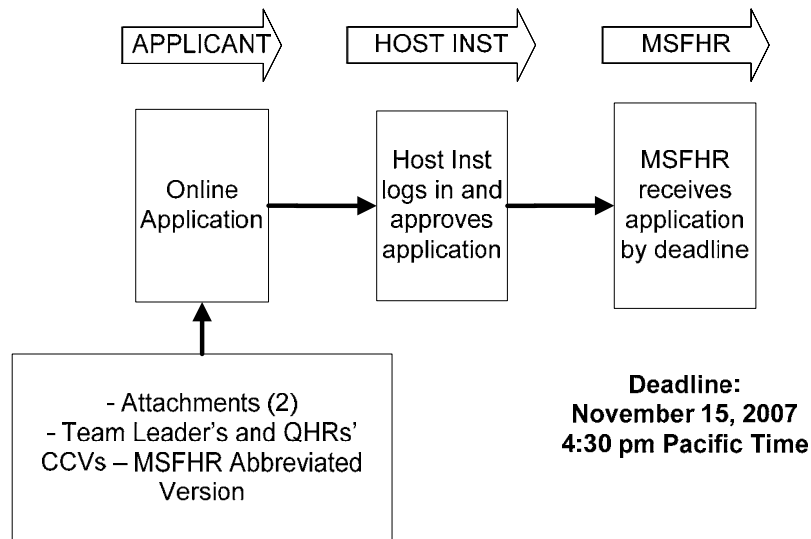 APPLICANT
HOST INST
MSFHR
Online
Application
Host Inst
logs in and
approves
application
MSFHR
receives
application
by deadline
- Attachments (2)
- Team Leader's and QHRs'
CCVs – MSFHR Abbreviated
Version
Deadline:
November 15, 2007
4:30 pm Pacific Time